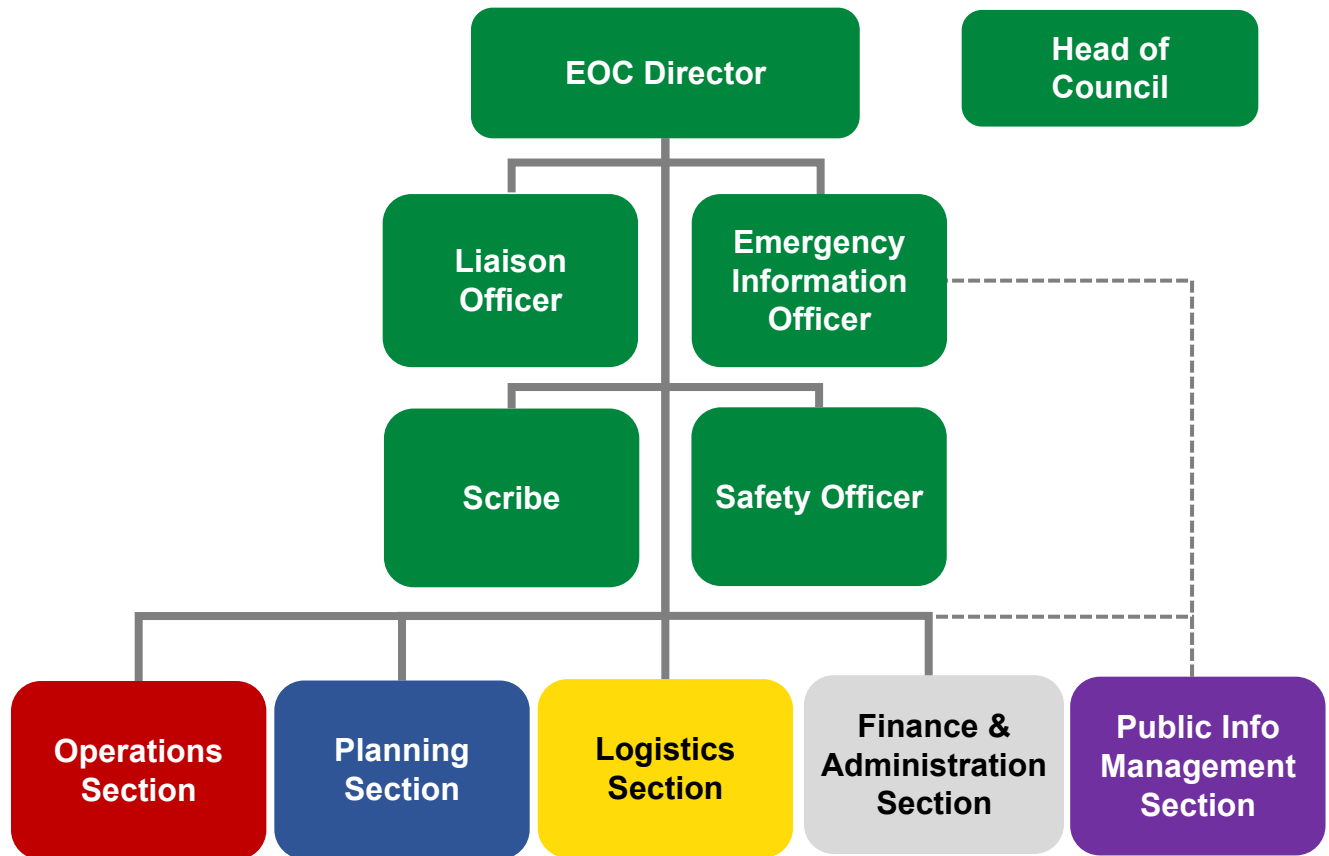 EOC Director
Head of
Council
Liaison
Officer
Emergency
Information
Officer
Scribe
Safety Officer
Operations
Section
Planning
Section
Logistics
Section
Finance &
Administration
Section
Public Info
Management
Section